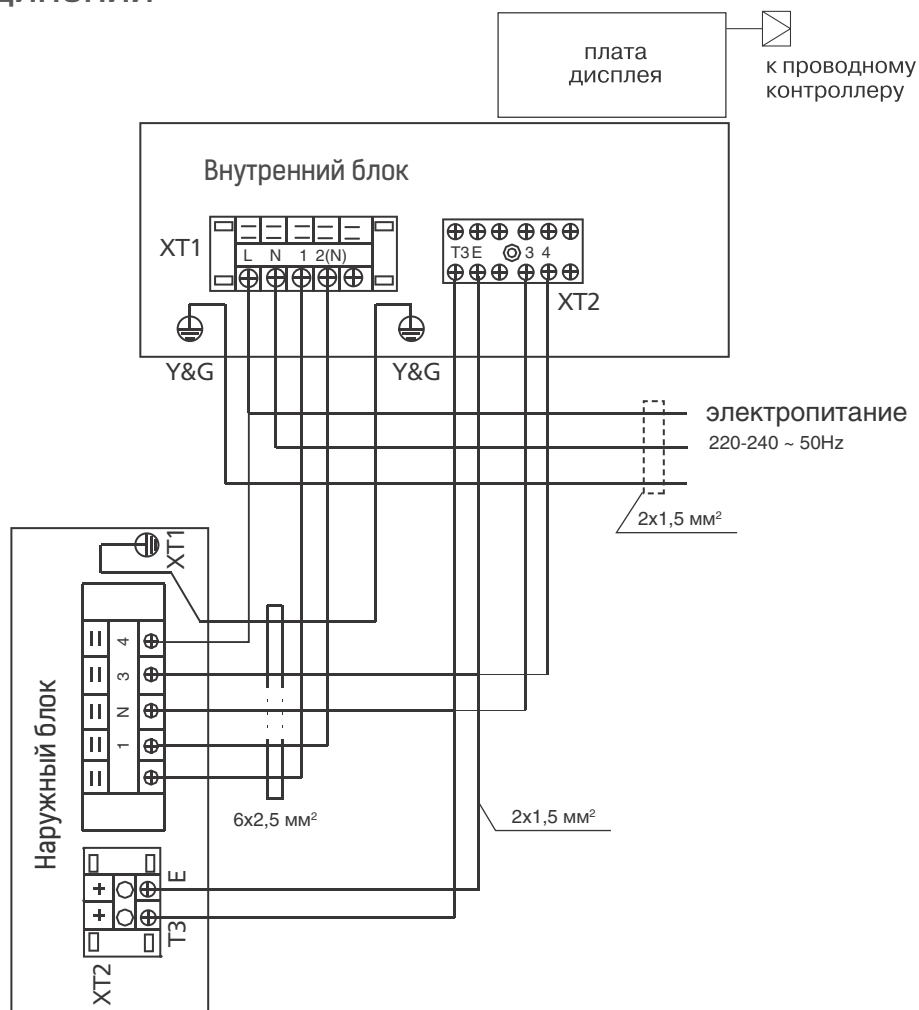 плата
дисплея
к проводному
контроллеру
Внутренний блок
XT1
L N 1 2(N)
T3 E 3 4
XT2
Y&G
Y&G
электропитание
220-240 ~ 50Hz
2x1,5 мм²
XT1
4
3
N
1
Наружный блок
6x2,5 мм²
2x1,5 мм²
E
T3
XT2